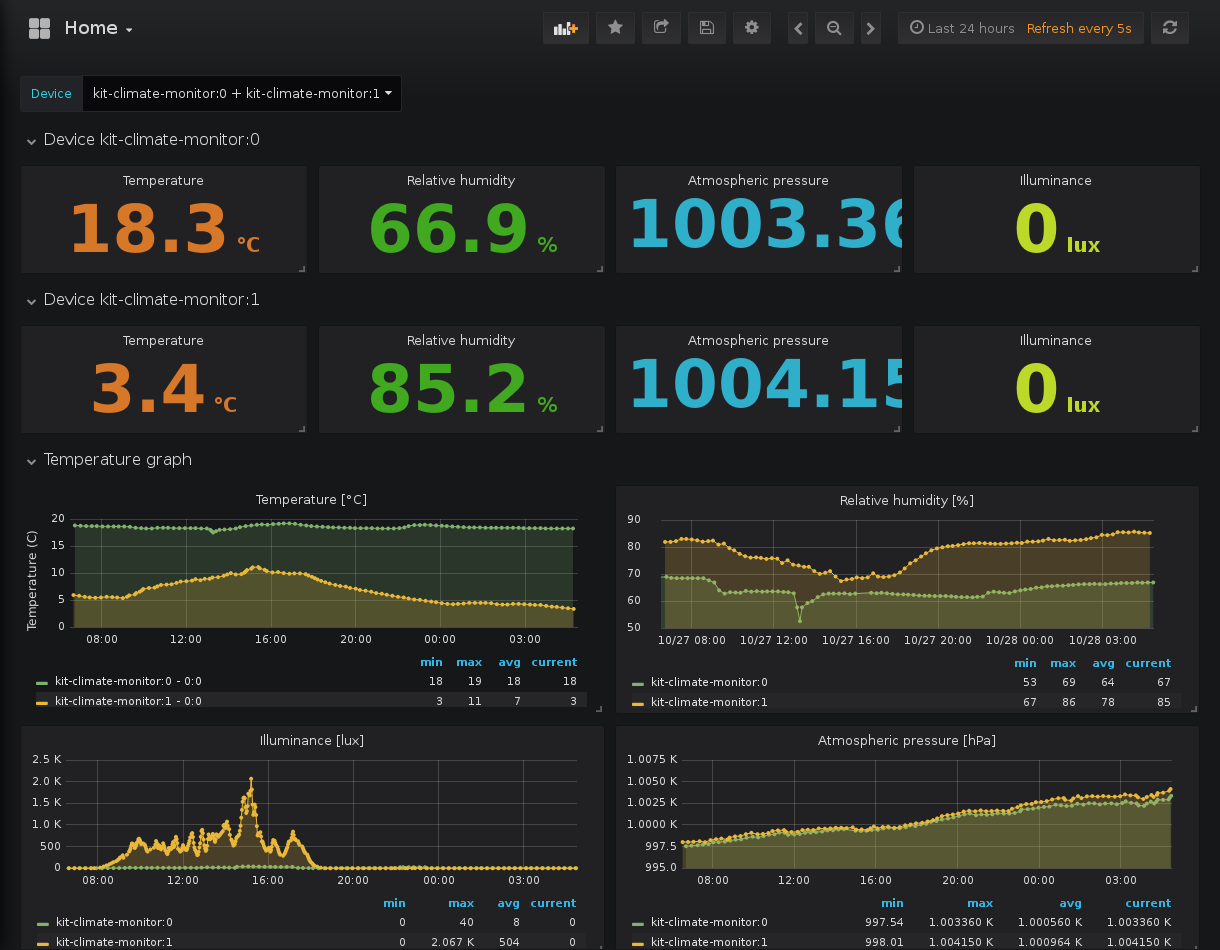 Home
Last 24 hours Refresh every 5s
Device kit-climate-monitor:0 + kit-climate-monitor:1
Device kit-climate-monitor:0
Temperature Relative humidity Atmospheric pressure Illuminance
18.3 °C 66.9 % 1003.36 0 lux
Device kit-climate-monitor:1
Temperature Relative humidity Atmospheric pressure Illuminance
3.4 °C 85.2 % 1004.15 0 lux
Temperature graph
Temperature [°C]
Temperature (C)
20
15
10
5
0
08:00 12:00 16:00 20:00 00:00 03:00
min max avg current
kit-climate-monitor:0 - 0:0 18 19 18 18
kit-climate-monitor:1 - 0:0 3 11 7 3
Relative humidity [%]
90
80
70
60
50
10/27 08:00 10/27 12:00 10/27 16:00 10/27 20:00 10/28 00:00 10/28 03:00
min max avg current
kit-climate-monitor:0 53 69 64 67
kit-climate-monitor:1 67 86 78 85
Illuminance [lux]
2.5 K
2.0 K
1.5 K
1.0 K
500
0
08:00 12:00 16:00 20:00 00:00 03:00
min max avg current
kit-climate-monitor:0 0 40 8 0
kit-climate-monitor:1 0 2.067 K 504 0
Atmospheric pressure [hPa]
1.0075 K
1.0050 K
1.0025 K
1.0000 K
997.5
995.0
08:00 12:00 16:00 20:00 00:00 03:00
min max avg current
kit-climate-monitor:0 997.54 1.003360 K 1.000560 K 1.003360 K
kit-climate-monitor:1 998.01 1.004150 K 1.000964 K 1.004150 K